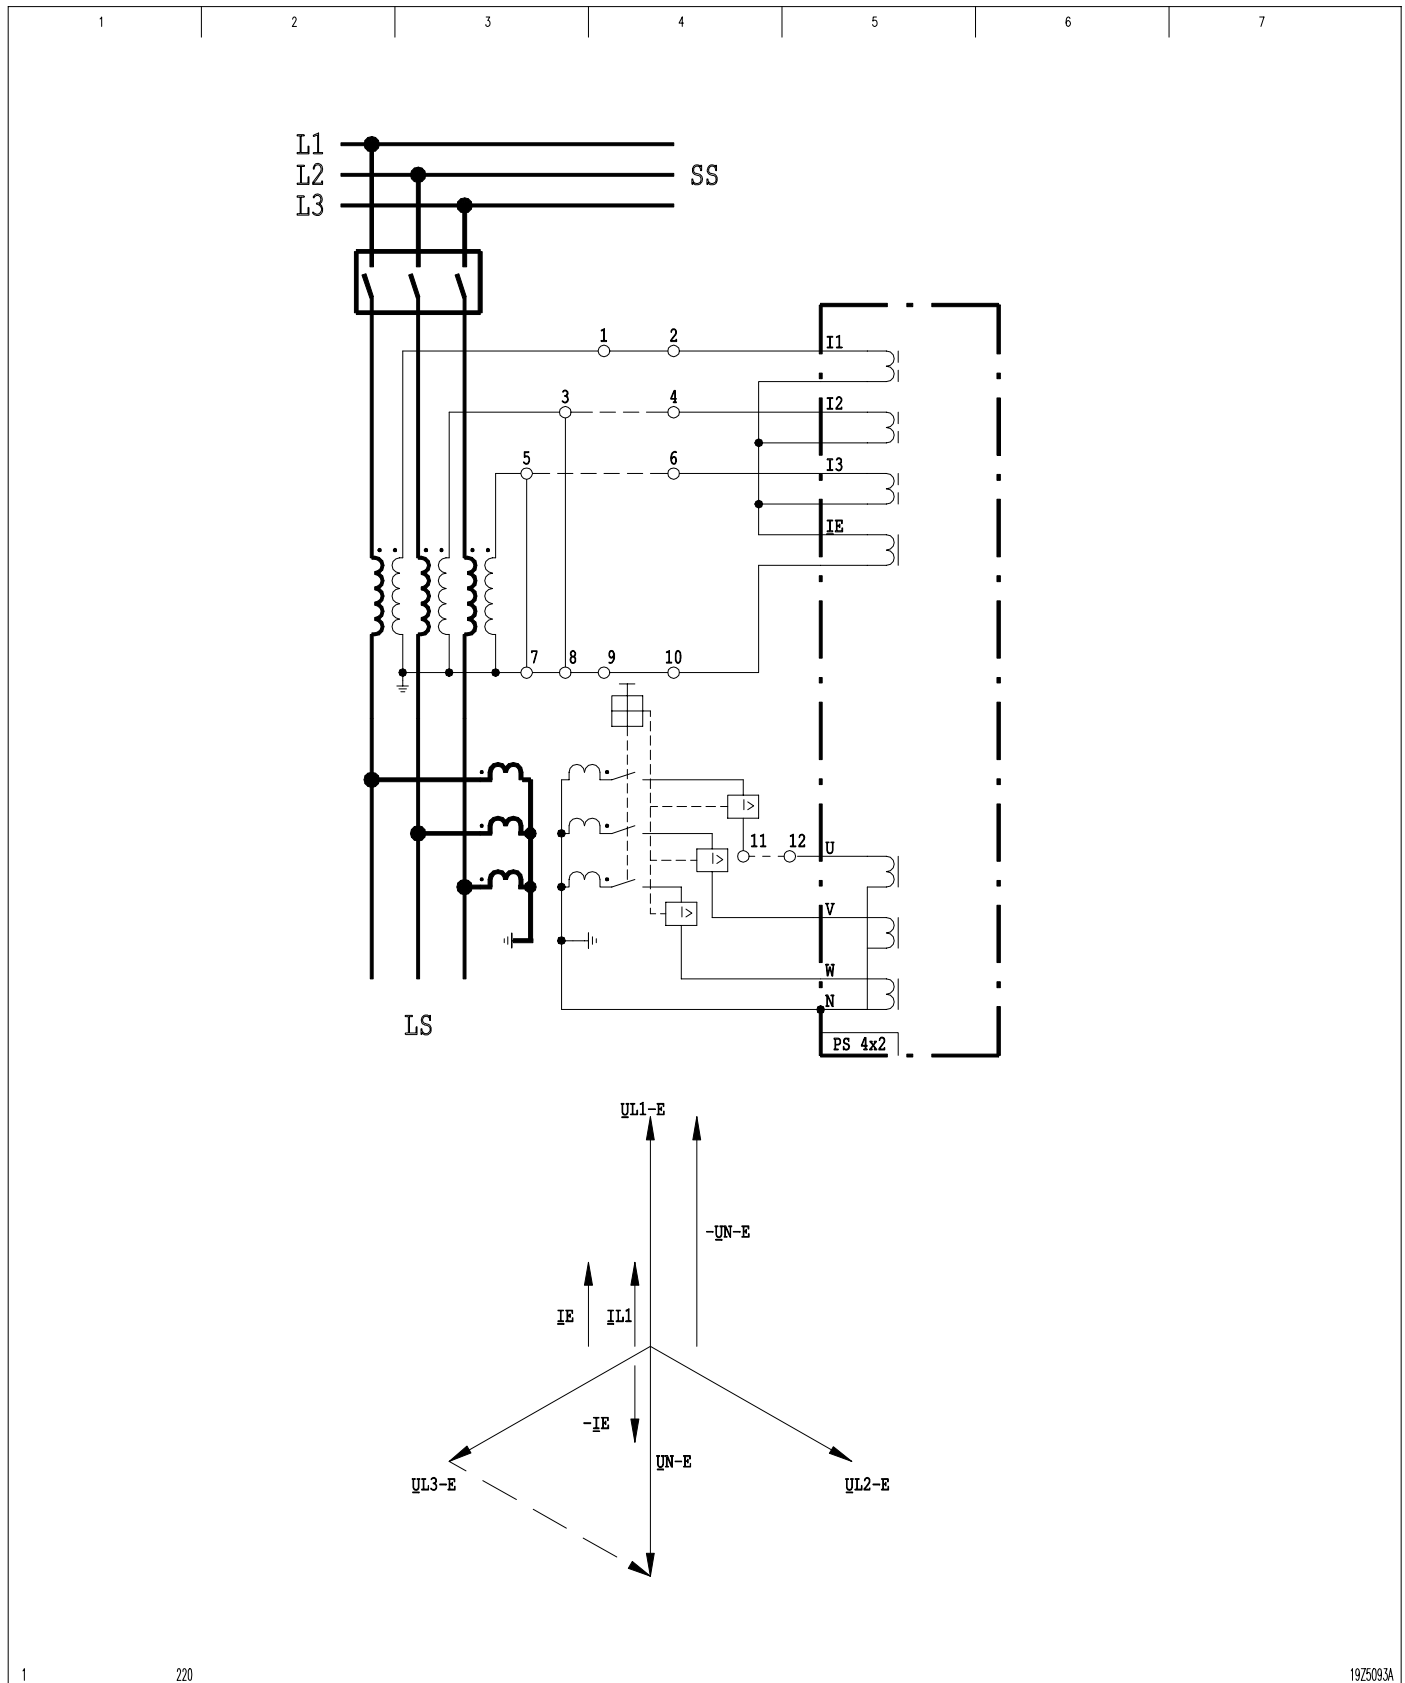 1 2 3 4 5 6 7
L1
L2 SS
L3
1 2 I1
3 4 I2
5 6 I3
IE
7 8 9 10
I>
11 12 U
I>
I>
V
W
N
LS
PS 4x2
UL1-E
-UN-E
IE IL1
-IE
UN-E
UL3-E UL2-E
1 220 19Z5093A